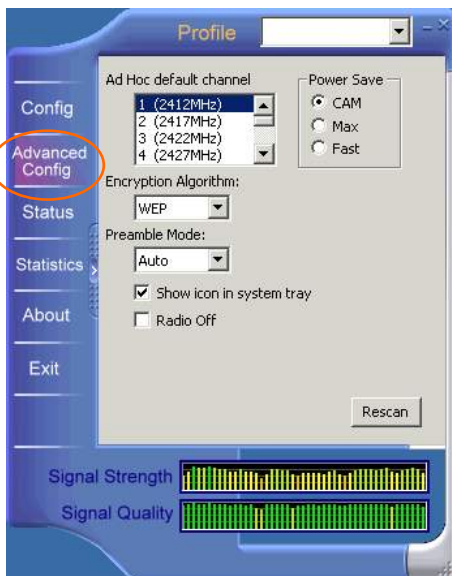 Profile
Config
Advanced
Config
Status
Statistics
About
Exit
Ad Hoc default channel
1 (2412MHz)
2 (2417MHz)
3 (2422MHz)
4 (2427MHz)
Power Save
CAM
Max
Fast
Encryption Algorithm:
WEP
Preamble Mode:
Auto
Show icon in system tray
Radio Off
Rescan
Signal Strength
Signal Quality